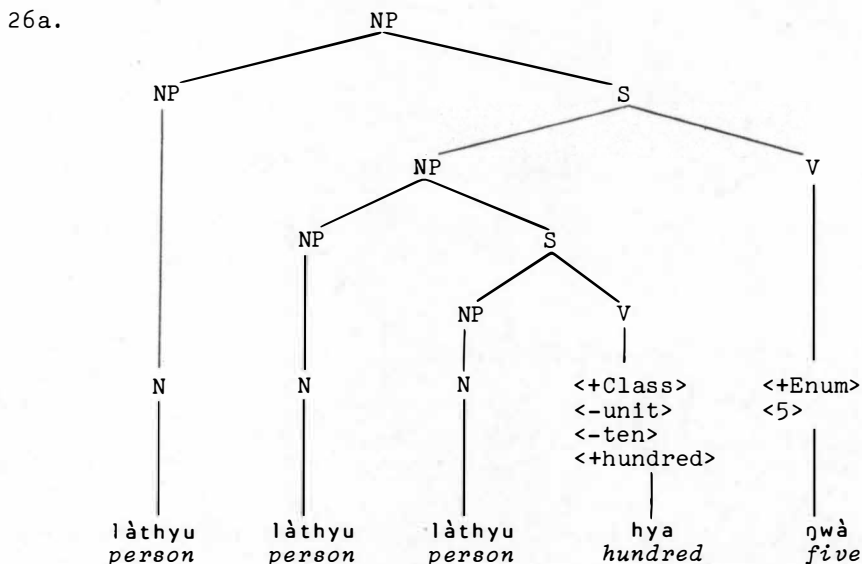 26a.
NP
NP S
NP V
NP S
NP V
N N N <+Class> <+Enum>
<-unit> <5>
<-ten>
<+hundred>
làthyu làthyu làthyu hya ŋwà
person person person hundred five